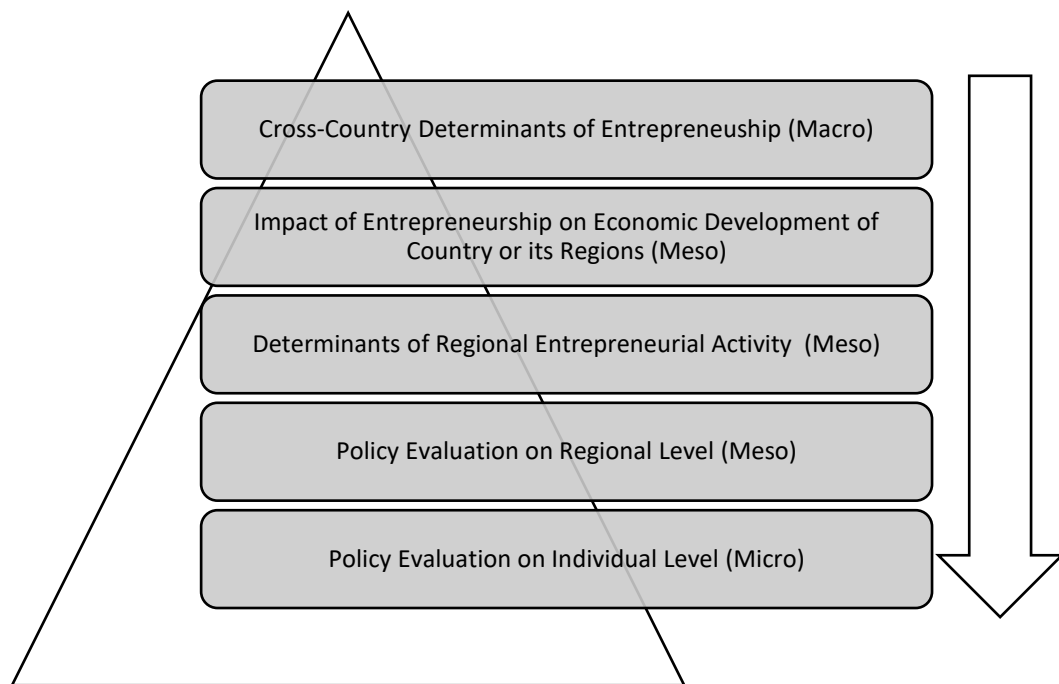 Cross-Country Determinants of Entrepreneuship (Macro)
Impact of Entrepreneurship on Economic Development of
Country or its Regions (Meso)
Determinants of Regional Entrepreneurial Activity  (Meso)
Policy Evaluation on Regional Level (Meso)
Policy Evaluation on Individual Level (Micro)